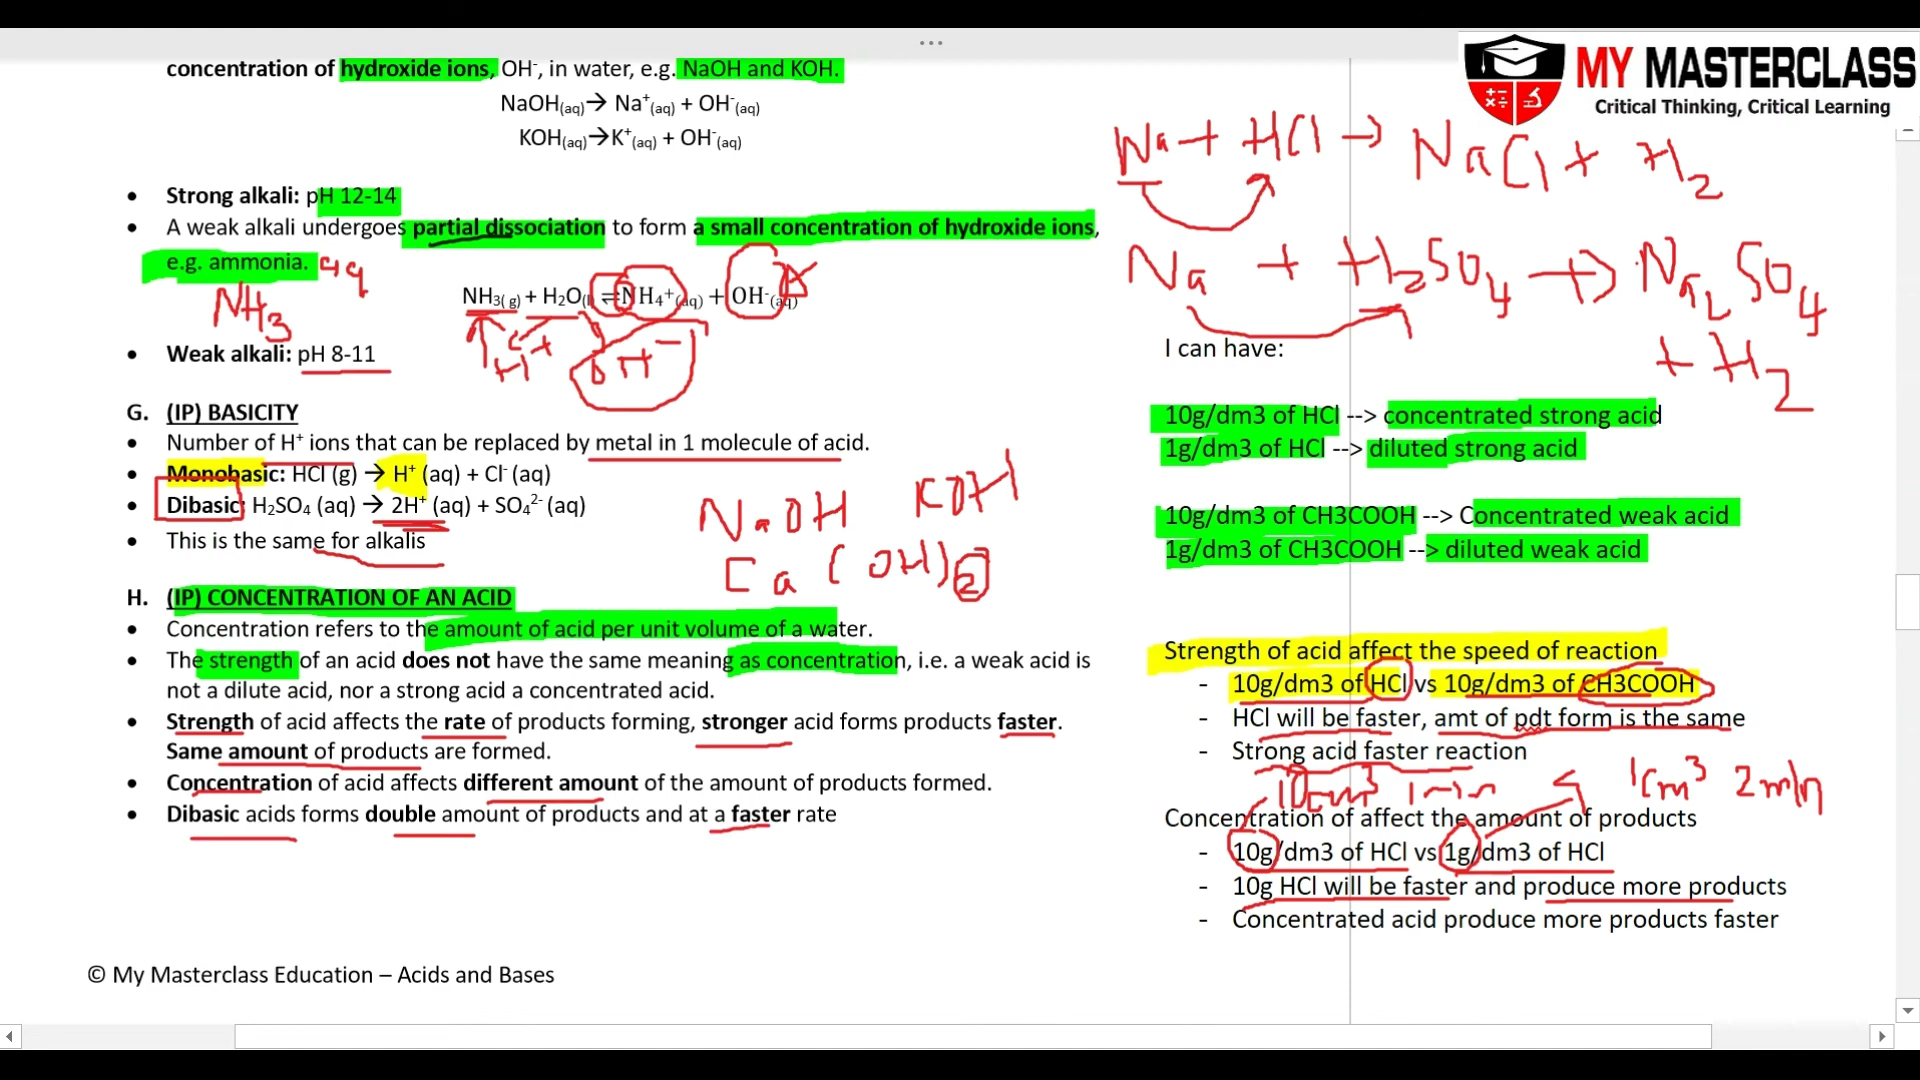 concentration of hydroxide ions, OH-, in water, e.g. NaOH and KOH.
NaOH(aq)→ Na+(aq) + OH-(aq)
KOH(aq)→K+(aq) + OH-(aq)
• Strong alkali: pH 12-14
• A weak alkali undergoes partial dissociation to form a small concentration of hydroxide ions,
e.g. ammonia. aq
NH3
NH3(g) + H2O(l) ⇌ NH4+(aq) + OH-(aq)
H+
OH-
• Weak alkali: pH 8-11
G. (IP) BASICITY
• Number of H+ ions that can be replaced by metal in 1 molecule of acid.
• Monobasic: HCl (g) → H+ (aq) + Cl- (aq)
• Dibasic: H2SO4 (aq) → 2H+ (aq) + SO42- (aq)
• This is the same for alkalis
NaOH KOH
Ca(OH)2
H. (IP) CONCENTRATION OF AN ACID
• Concentration refers to the amount of acid per unit volume of a water.
• The strength of an acid does not have the same meaning as concentration, i.e. a weak acid is
not a dilute acid, nor a strong acid a concentrated acid.
• Strength of acid affects the rate of products forming, stronger acid forms products faster.
Same amount of products are formed.
• Concentration of acid affects different amount of the amount of products formed.
• Dibasic acids forms double amount of products and at a faster rate
© My Masterclass Education – Acids and Bases
MY MASTERCLASS
Critical Thinking, Critical Learning
Na + HCl → NaCl + H2
Na + H2SO4 → Na2SO4
+ H2
I can have:
10g/dm3 of HCl --> concentrated strong acid
1g/dm3 of HCl --> diluted strong acid
10g/dm3 of CH3COOH --> Concentrated weak acid
1g/dm3 of CH3COOH --> diluted weak acid
Strength of acid affect the speed of reaction
- 10g/dm3 of HCl vs 10g/dm3 of CH3COOH
- HCl will be faster, amt of pdt form is the same
- Strong acid faster reaction
10cm3 1min 1cm3 2min
Concentration of affect the amount of products
- 10g/dm3 of HCl vs 1g/dm3 of HCl
- 10g HCl will be faster and produce more products
- Concentrated acid produce more products faster